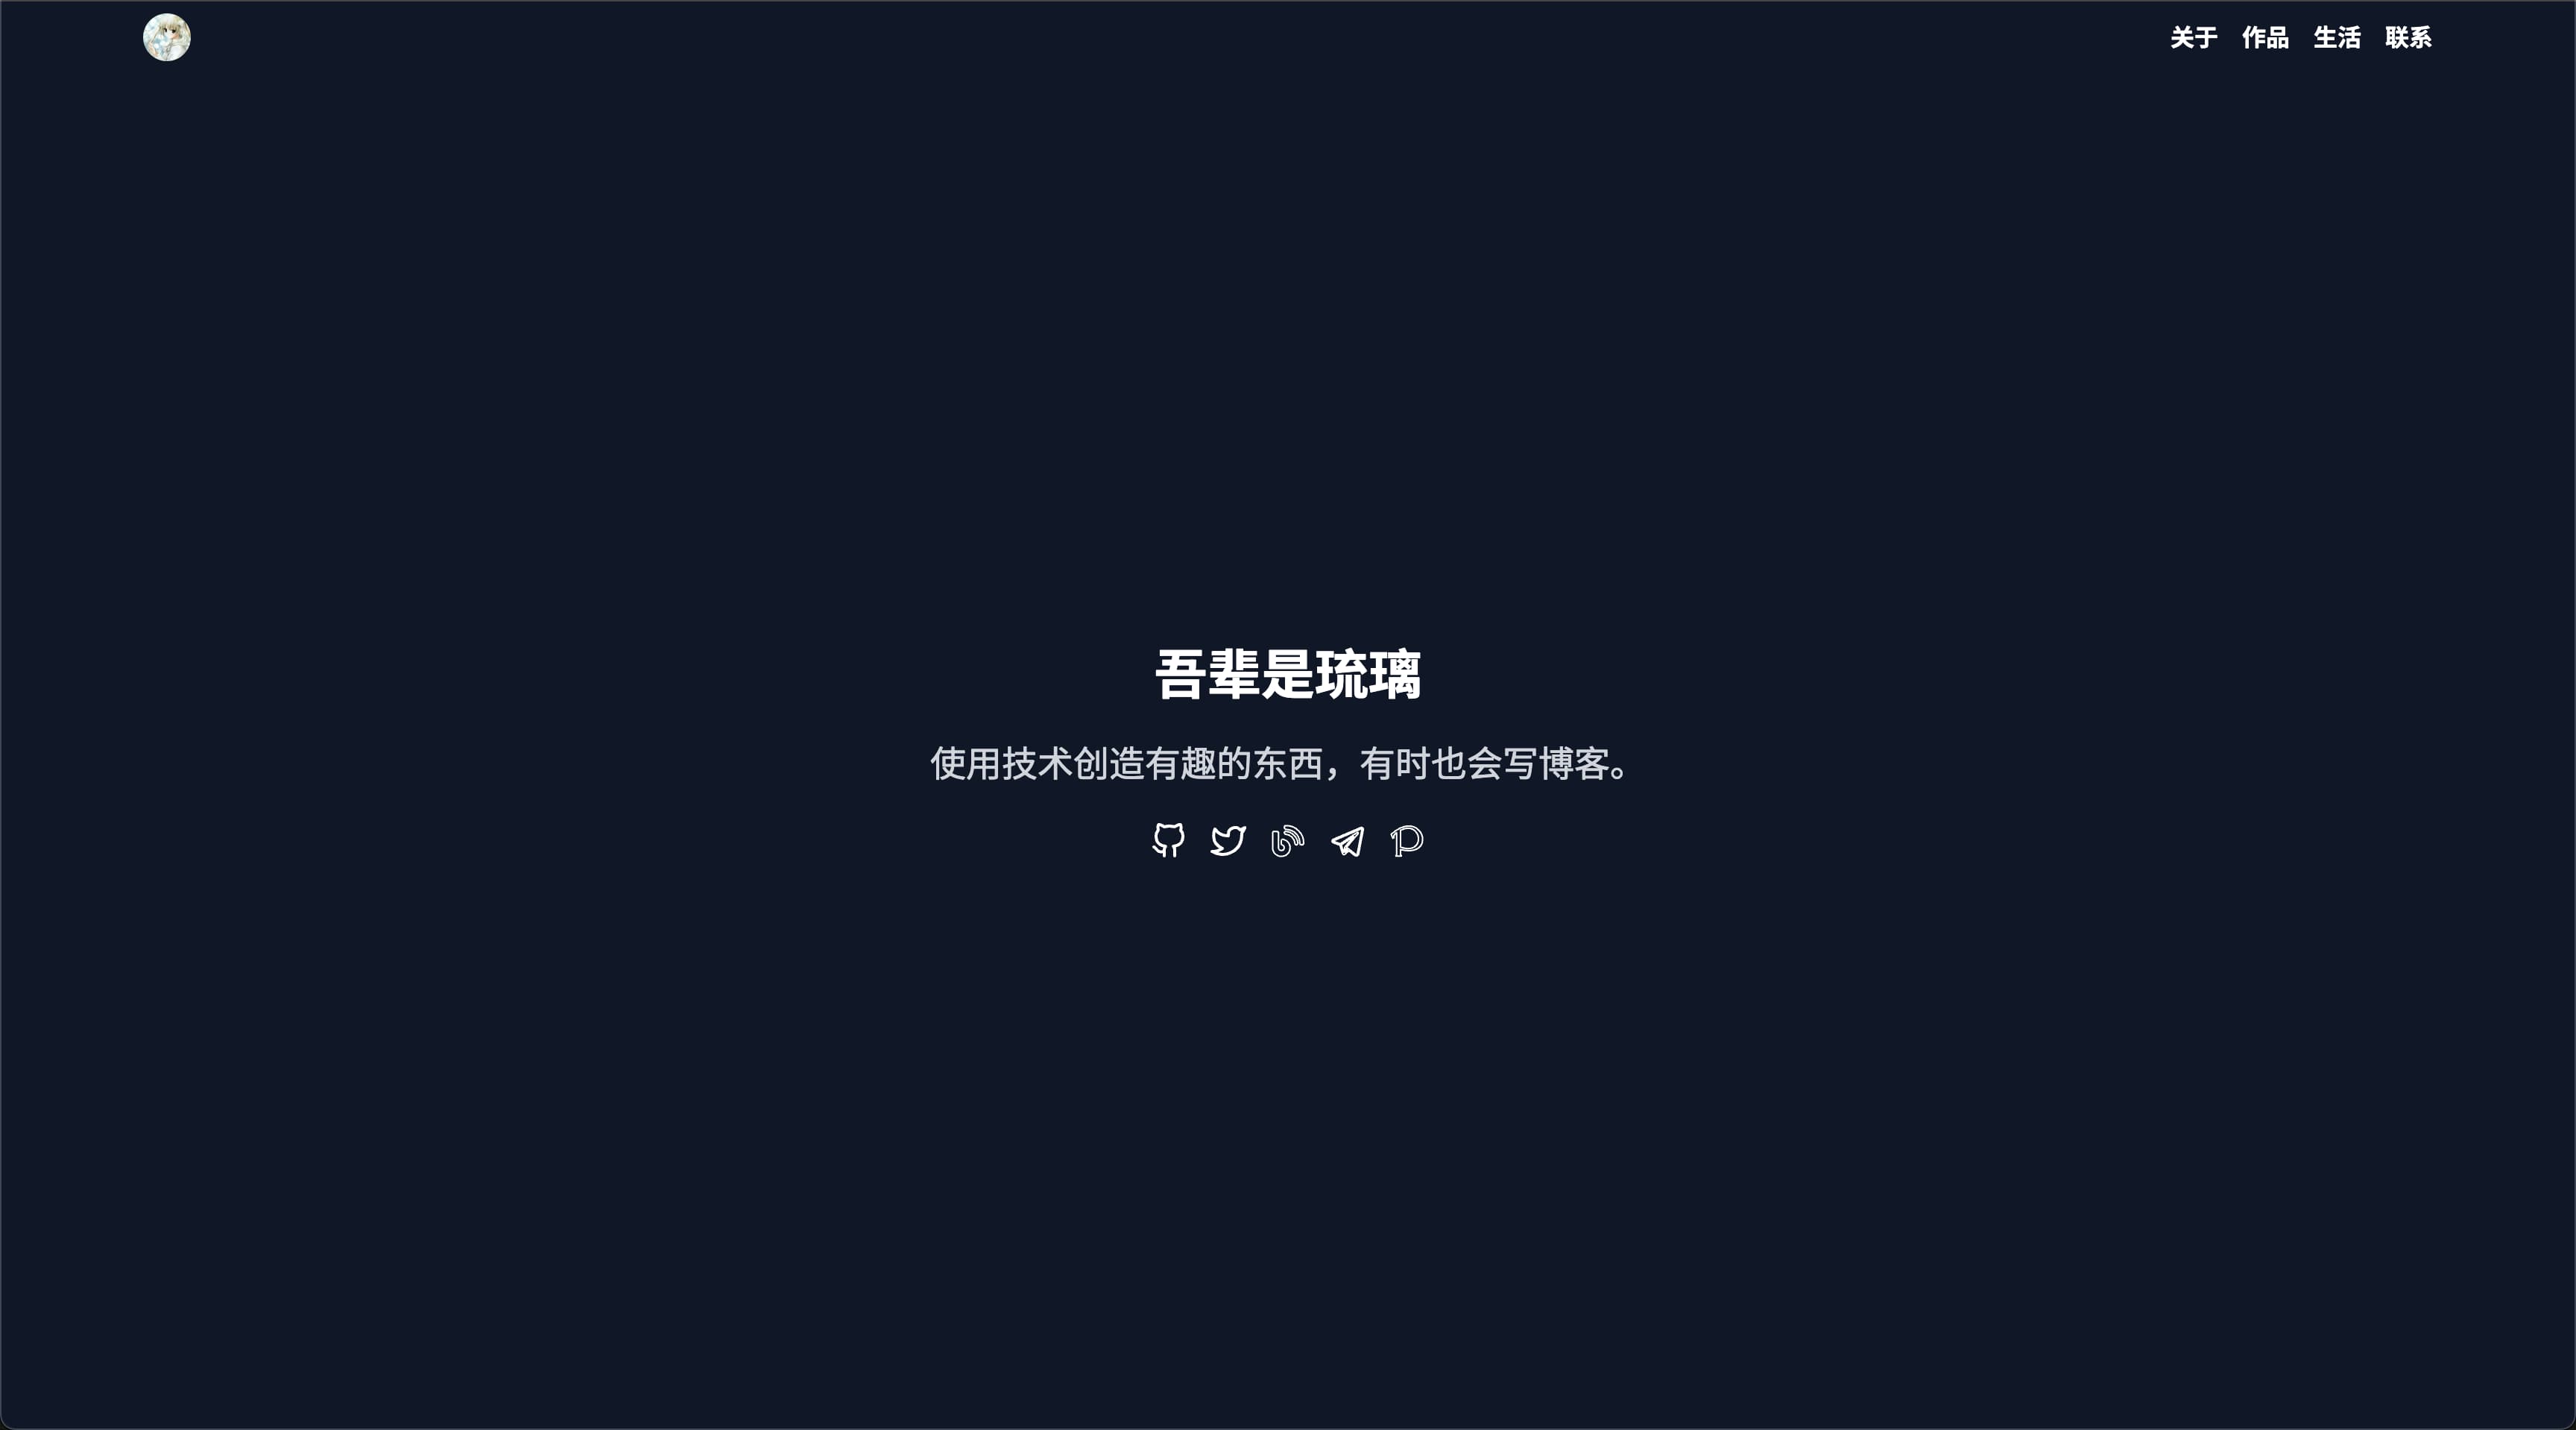 关于 作品 生活 联系
吾辈是琉璃
使用技术创造有趣的东西，有时也会写博客。